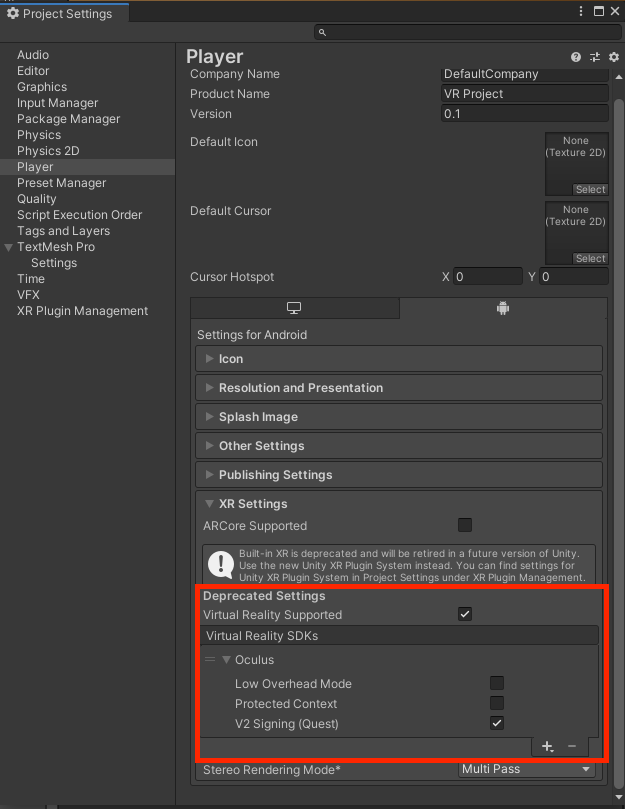 Project Settings
Audio
Editor
Graphics
Input Manager
Package Manager
Physics
Physics 2D
Player
Preset Manager
Quality
Script Execution Order
Tags and Layers
TextMesh Pro
Settings
Time
VFX
XR Plugin Management
Player
Company Name DefaultCompany
Product Name VR Project
Version 0.1
Default Icon
None
(Texture 2D)
Select
Default Cursor
None
(Texture 2D)
Select
Cursor Hotspot X 0 Y 0
Settings for Android
Icon
Resolution and Presentation
Splash Image
Other Settings
Publishing Settings
XR Settings
ARCore Supported
Built-in XR is deprecated and will be retired in a future version of Unity.
Use the new Unity XR Plugin System instead. You can find settings for
Unity XR Plugin System in Project Settings under XR Plugin Management.
Deprecated Settings
Virtual Reality Supported
Virtual Reality SDKs
Oculus
Low Overhead Mode
Protected Context
V2 Signing (Quest)
Stereo Rendering Mode* Multi Pass